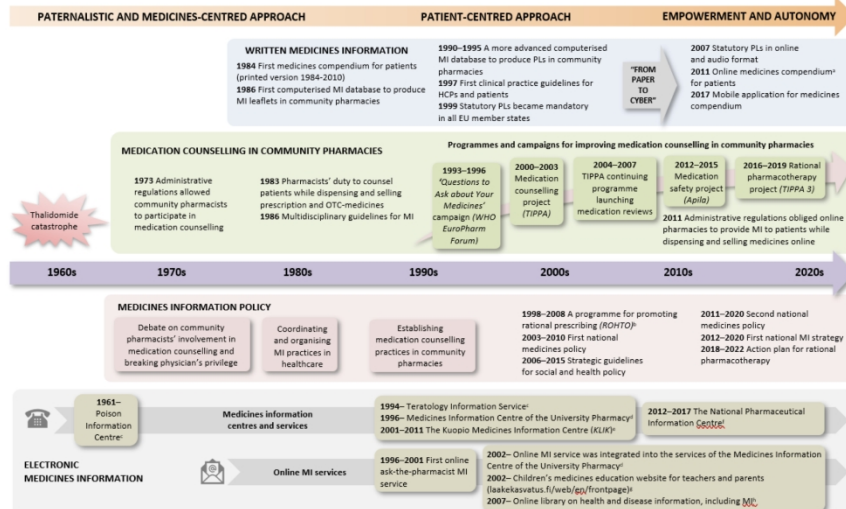 PATERNALISTIC AND MEDICINES-CENTRED APPROACH
PATIENT-CENTRED APPROACH
EMPOWERMENT AND AUTONOMY
WRITTEN MEDICINES INFORMATION
1984 First medicines compendium for patients
(printed version 1984-2010)
1986 First computerised MI database to produce
MI leaflets in community pharmacies
1990–1995 A more advanced computerised
MI database to produce PLs in community
pharmacies
1997 First clinical practice guidelines for
HCPs and patients
1999 Statutory PLs became mandatory
in all EU member states
"FROM
PAPER
TO
CYBER"
2007 Statutory PLs in online
and audio format
2011 Online medicines compendiumᵃ
for patients
2017 Mobile application for medicines
compendium
MEDICATION COUNSELLING IN COMMUNITY PHARMACIES
Programmes and campaigns for improving medication counselling in community pharmacies
Thalidomide
catastrophe
1973 Administrative
regulations allowed
community pharmacists
to participate in
medication counselling
1983 Pharmacists' duty to counsel
patients while dispensing and selling
prescription and OTC-medicines
1986 Multidisciplinary guidelines for MI
1993–1996
"Questions to
Ask about Your
Medicines'
campaign (WHO
EuroPharm
Forum)
2000–2003
Medication
counselling
project
(TIPPA)
2004–2007
TIPPA continuing
programme
launching
medication reviews
2012–2015
Medication
safety project
(Apila)
2016–2019 Rational
pharmacotherapy
project (TIPPA 3)
2011 Administrative regulations obliged online
pharmacies to provide MI to patients while
dispensing and selling medicines online
1960s
1970s
1980s
1990s
2000s
2010s
2020s
MEDICINES INFORMATION POLICY
Debate on community
pharmacists' involvement in
medication counselling and
breaking physician's privilege
Coordinating
and organising
MI practices in
healthcare
Establishing
medication counselling
practices in community
pharmacies
1998–2008 A programme for promoting
rational prescribing (ROHTO)ᵇ
2003–2010 First national
medicines policy
2006–2015 Strategic guidelines
for social and health policy
2011–2020 Second national
medicines policy
2012–2020 First national MI strategy
2018–2022 Action plan for rational
pharmacotherapy
1961–
Poison
Information
Centreᶜ
Medicines information
centres and services
1994– Teratology Information Serviceᶜ
1996– Medicines Information Centre of the University Pharmacyᵈ
2001–2011 The Kuopio Medicines Information Centre (KLIK)ᵉ
2012–2017 The National Pharmaceutical
Information Centreᶠ
ELECTRONIC
MEDICINES INFORMATION
Online MI services
1996–2001 First online
ask-the-pharmacist MI
service
2002– Online MI service was integrated into the services of the Medicines Information
Centre of the University Pharmacyᵈ
2002– Children's medicines education website for teachers and parents
(laakekasvatus.fi/web/en/frontpage)ᵍ
2007– Online library on health and disease information, including MIʰ